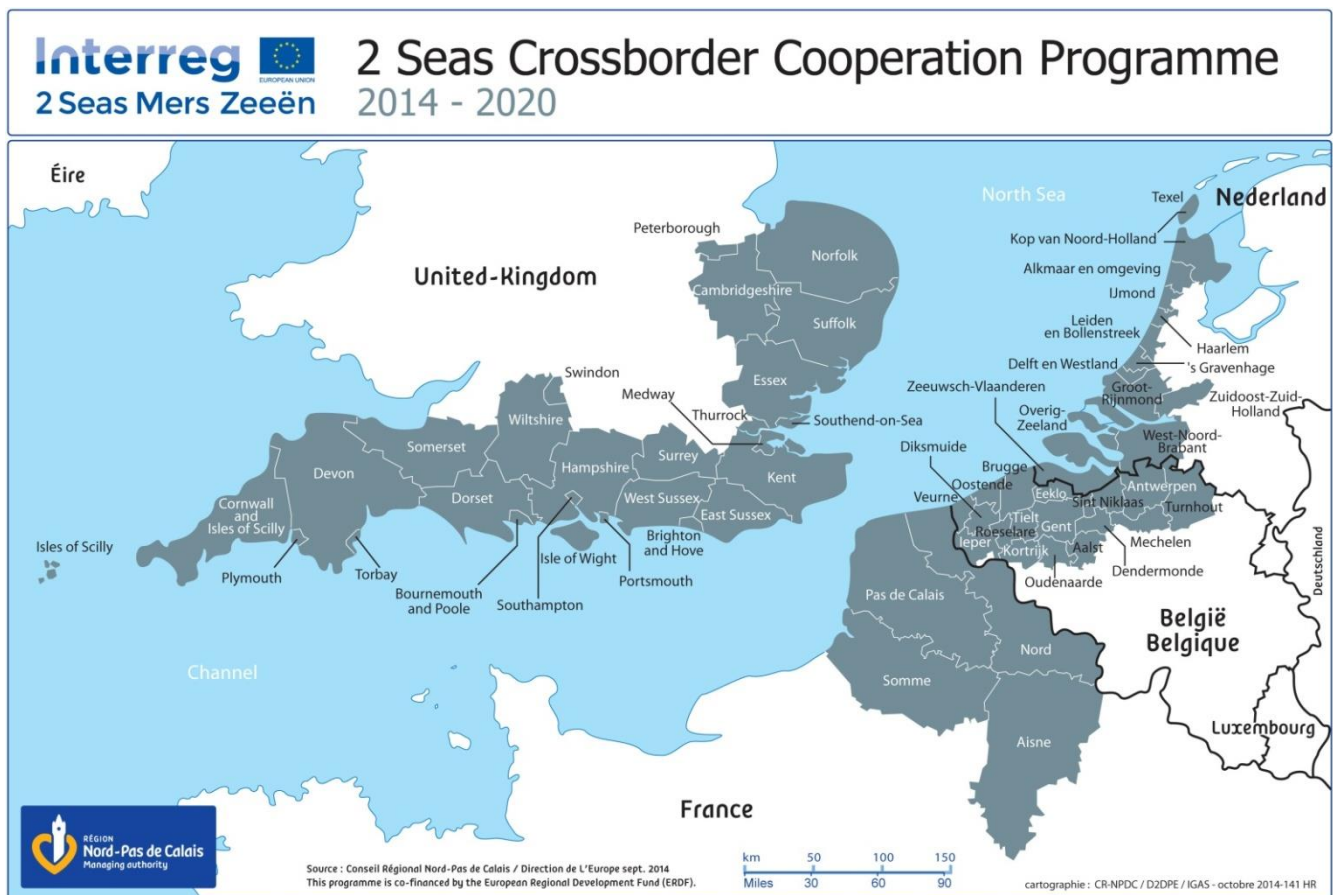 Interreg
EUROPEAN UNION
2 Seas Mers Zeeën
2 Seas Crossborder Cooperation Programme
2014 - 2020
Éire
United-Kingdom
North Sea
Nederland
Texel
Kop van Noord-Holland
Alkmaar en omgeving
IJmond
Leiden
en Bollenstreek
Haarlem
Delft en Westland
's Gravenhage
Zeeuwsch-Vlaanderen
Groot-
Rijnmond
Zuidoost-Zuid-
Holland
Overig-
Zeeland
West-Noord-
Brabant
Diksmuide
Brugge
Oostende
Veurne
Eeklo
Sint Niklaas
Antwerpen
Turnhout
Tielt
Roeselare
Gent
Ieper
Kortrijk
Aalst
Mechelen
Dendermonde
Oudenaarde
Peterborough
Norfolk
Cambridgeshire
Suffolk
Essex
Swindon
Medway
Thurrock
Southend-on-Sea
Wiltshire
Somerset
Surrey
Hampshire
Kent
Devon
Dorset
West Sussex
East Sussex
Cornwall
and
Isles of Scilly
Isles of Scilly
Plymouth
Torbay
Bournemouth
and Poole
Southampton
Isle of Wight
Portsmouth
Brighton
and Hove
Pas de Calais
Nord
Somme
Aisne
België
Belgique
Deutschland
Luxembourg
Channel
France
RÉGION
Nord-Pas de Calais
Managing authority
Source : Conseil Régional Nord-Pas de Calais / Direction de L'Europe sept. 2014
This programme is co-financed by the European Regional Development Fund (ERDF).
km 50 100 150
Miles 30 60 90
cartographie : CR-NPDC / D2DPE / IGAS - octobre 2014-141 HR